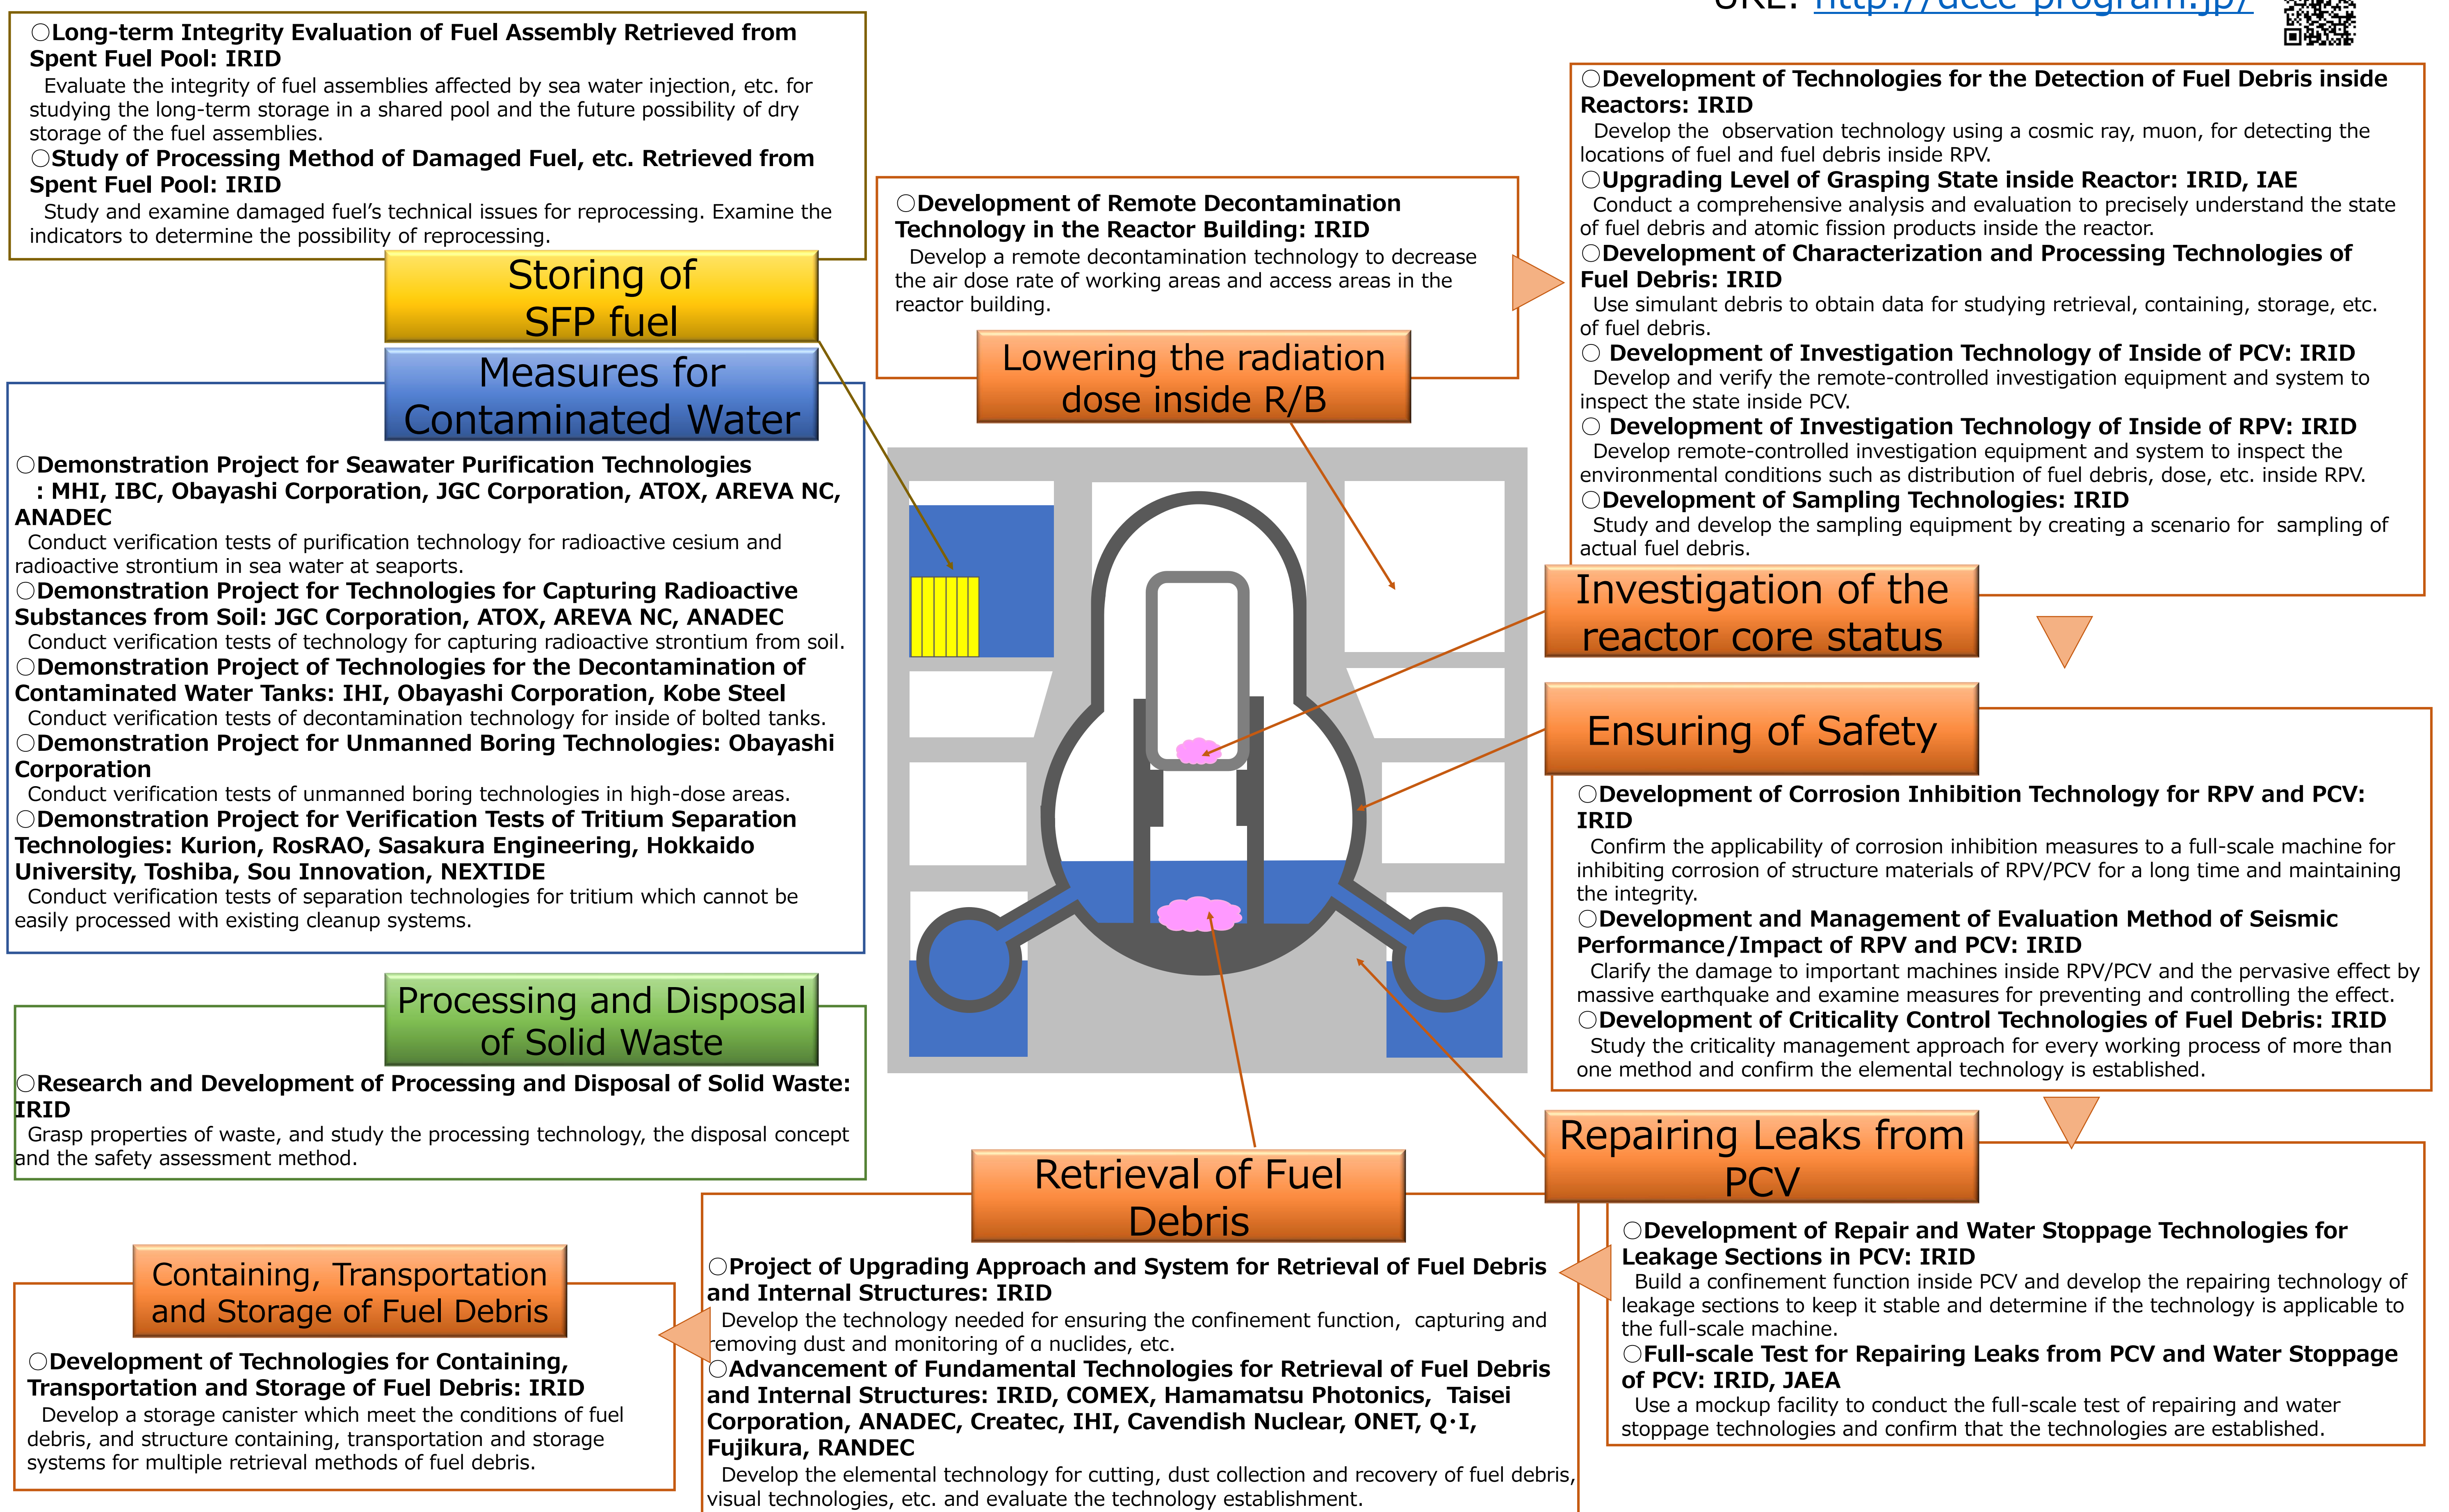 URL: http://dccc-program.jp/
○Long-term Integrity Evaluation of Fuel Assembly Retrieved from
Spent Fuel Pool: IRID
Evaluate the integrity of fuel assemblies affected by sea water injection, etc. for
studying the long-term storage in a shared pool and the future possibility of dry
storage of the fuel assemblies.
○Study of Processing Method of Damaged Fuel, etc. Retrieved from
Spent Fuel Pool: IRID
Study and examine damaged fuel’s technical issues for reprocessing. Examine the
indicators to determine the possibility of reprocessing.
Storing of
SFP fuel
Measures for
Contaminated Water
○Demonstration Project for Seawater Purification Technologies
: MHI, IBC, Obayashi Corporation, JGC Corporation, ATOX, AREVA NC,
ANADEC
Conduct verification tests of purification technology for radioactive cesium and
radioactive strontium in sea water at seaports.
○Demonstration Project for Technologies for Capturing Radioactive
Substances from Soil: JGC Corporation, ATOX, AREVA NC, ANADEC
Conduct verification tests of technology for capturing radioactive strontium from soil.
○Demonstration Project of Technologies for the Decontamination of
Contaminated Water Tanks: IHI, Obayashi Corporation, Kobe Steel
Conduct verification tests of decontamination technology for inside of bolted tanks.
○Demonstration Project for Unmanned Boring Technologies: Obayashi
Corporation
Conduct verification tests of unmanned boring technologies in high-dose areas.
○Demonstration Project for Verification Tests of Tritium Separation
Technologies: Kurion, RosRAO, Sasakura Engineering, Hokkaido
University, Toshiba, Sou Innovation, NEXTIDE
Conduct verification tests of separation technologies for tritium which cannot be
easily processed with existing cleanup systems.
Processing and Disposal
of Solid Waste
○Research and Development of Processing and Disposal of Solid Waste:
IRID
Grasp properties of waste, and study the processing technology, the disposal concept
and the safety assessment method.
○Development of Remote Decontamination
Technology in the Reactor Building: IRID
Develop a remote decontamination technology to decrease
the air dose rate of working areas and access areas in the
reactor building.
Lowering the radiation
dose inside R/B
○Development of Technologies for the Detection of Fuel Debris inside
Reactors: IRID
Develop the observation technology using a cosmic ray, muon, for detecting the
locations of fuel and fuel debris inside RPV.
○Upgrading Level of Grasping State inside Reactor: IRID, IAE
Conduct a comprehensive analysis and evaluation to precisely understand the state
of fuel debris and atomic fission products inside the reactor.
○Development of Characterization and Processing Technologies of
Fuel Debris: IRID
Use simulant debris to obtain data for studying retrieval, containing, storage, etc.
of fuel debris.
○ Development of Investigation Technology of Inside of PCV: IRID
Develop and verify the remote-controlled investigation equipment and system to
inspect the state inside PCV.
○ Development of Investigation Technology of Inside of RPV: IRID
Develop remote-controlled investigation equipment and system to inspect the
environmental conditions such as distribution of fuel debris, dose, etc. inside RPV.
○Development of Sampling Technologies: IRID
Study and develop the sampling equipment by creating a scenario for sampling of
actual fuel debris.
Investigation of the
reactor core status
Ensuring of Safety
○Development of Corrosion Inhibition Technology for RPV and PCV:
IRID
Confirm the applicability of corrosion inhibition measures to a full-scale machine for
inhibiting corrosion of structure materials of RPV/PCV for a long time and maintaining
the integrity.
○Development and Management of Evaluation Method of Seismic
Performance/Impact of RPV and PCV: IRID
Clarify the damage to important machines inside RPV/PCV and the pervasive effect by
massive earthquake and examine measures for preventing and controlling the effect.
○Development of Criticality Control Technologies of Fuel Debris: IRID
Study the criticality management approach for every working process of more than
one method and confirm the elemental technology is established.
Repairing Leaks from
PCV
○Development of Repair and Water Stoppage Technologies for
Leakage Sections in PCV: IRID
Build a confinement function inside PCV and develop the repairing technology of
leakage sections to keep it stable and determine if the technology is applicable to
the full-scale machine.
○Full-scale Test for Repairing Leaks from PCV and Water Stoppage
of PCV: IRID, JAEA
Use a mockup facility to conduct the full-scale test of repairing and water
stoppage technologies and confirm that the technologies are established.
Retrieval of Fuel
Debris
○Project of Upgrading Approach and System for Retrieval of Fuel Debris
and Internal Structures: IRID
Develop the technology needed for ensuring the confinement function, capturing and
removing dust and monitoring of α nuclides, etc.
○Advancement of Fundamental Technologies for Retrieval of Fuel Debris
and Internal Structures: IRID, COMEX, Hamamatsu Photonics, Taisei
Corporation, ANADEC, Createc, IHI, Cavendish Nuclear, ONET, Q･I,
Fujikura, RANDEC
Develop the elemental technology for cutting, dust collection and recovery of fuel debris,
visual technologies, etc. and evaluate the technology establishment.
Containing, Transportation
and Storage of Fuel Debris
○Development of Technologies for Containing,
Transportation and Storage of Fuel Debris: IRID
Develop a storage canister which meet the conditions of fuel
debris, and structure containing, transportation and storage
systems for multiple retrieval methods of fuel debris.